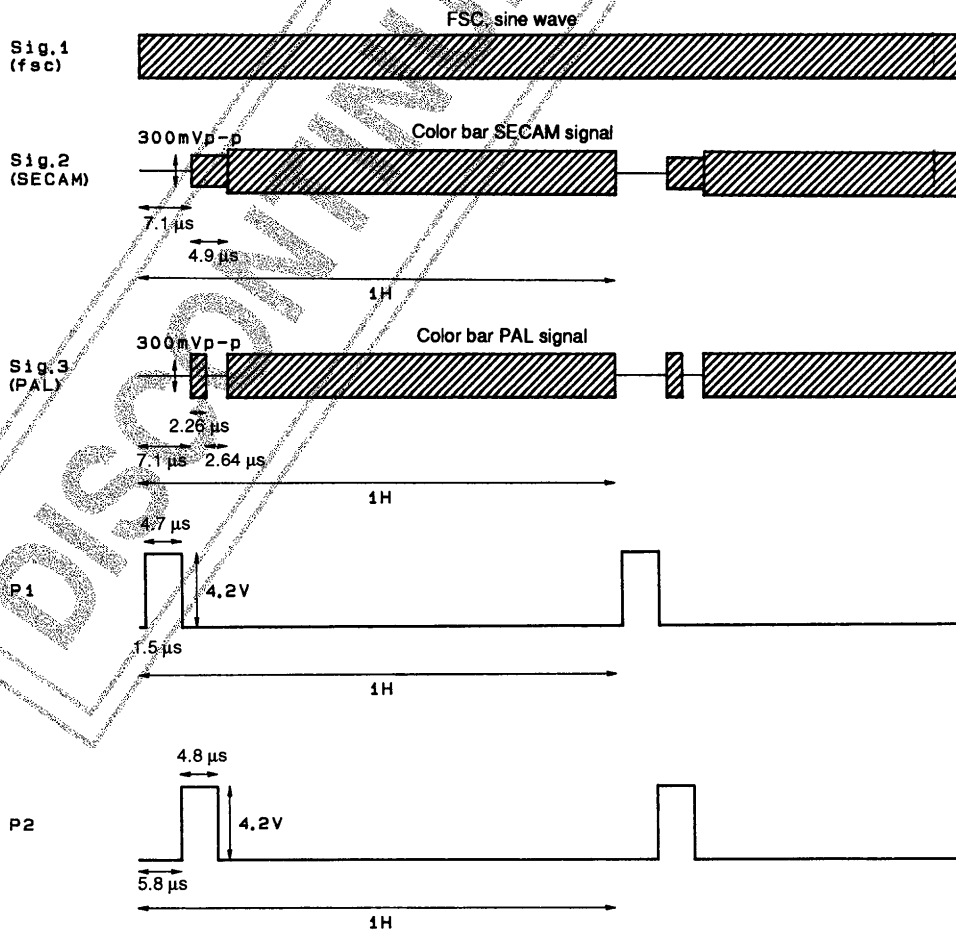 FSC, sine wave
Sig.1
(fsc)
Color bar SECAM signal
300mVp-p
Sig.2
(SECAM)
7.1 µs
4.9 µs
1H
Color bar PAL signal
300mVp-p
Sig.3
(PAL)
2.26 µs
7.1 µs
2.64 µs
1H
4.7 µs
P1
4.2V
1.5 µs
1H
4.8 µs
P2
4.2V
5.8 µs
1H
DISCONTINUE